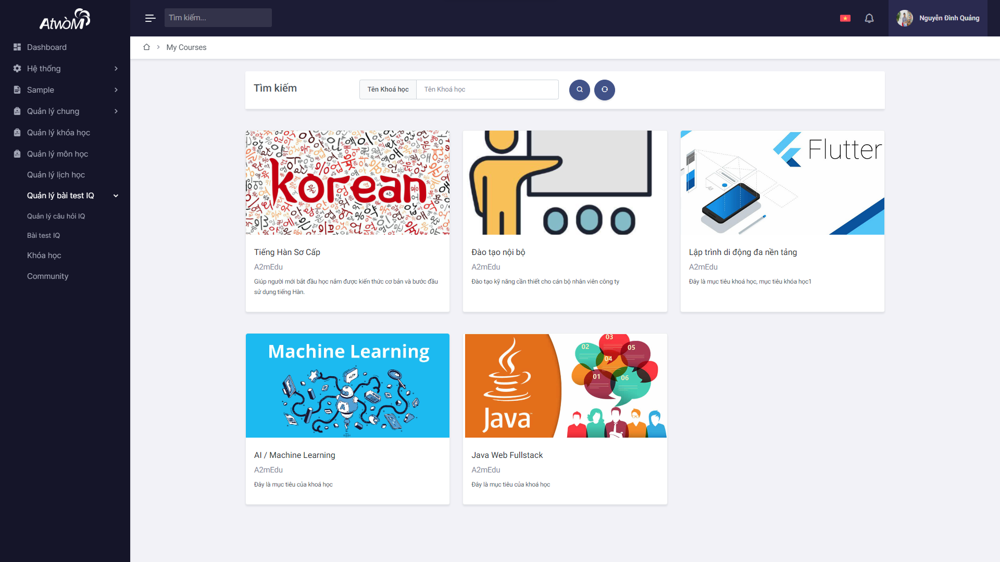 Atwom
Tìm kiếm...
Nguyễn Đình Quảng
Dashboard
Hệ thống
Sample
Quản lý chung
Quản lý khóa học
Quản lý môn học
Quản lý lịch học
Quản lý bài test IQ
Quản lý câu hỏi IQ
Bài test IQ
Khóa học
Community
My Courses
Tìm kiếm
Tên Khoá học
Tên Khoá học
korean
Flutter
Tiếng Hàn Sơ Cấp
A2mEdu
Giúp người mới bắt đầu học nắm được kiến thức cơ bản và bước đầu
sử dụng tiếng Hàn.
Đào tạo nội bộ
A2mEdu
Đào tạo kỹ năng cần thiết cho cán bộ nhân viên công ty
Lập trình di động đa nền tảng
A2mEdu
Đây là mục tiêu khoá học, mục tiêu khóa học1
Machine Learning
Java
03
02
05
04
01
06
AI / Machine Learning
A2mEdu
Đây là mục tiêu của khoá học
Java Web Fullstack
A2mEdu
Đây là mục tiêu của khoá học